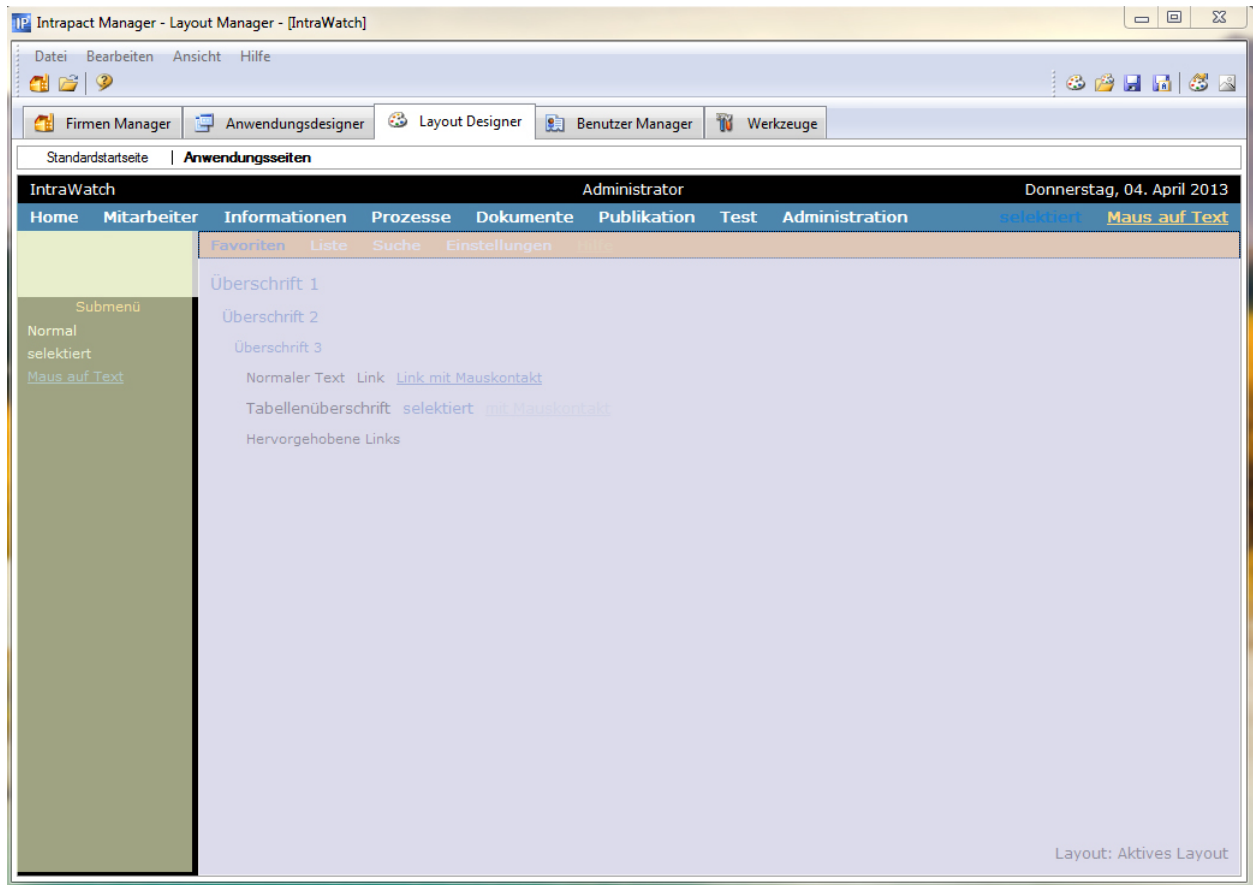 Intrapact Manager - Layout Manager - [IntraWatch]
Datei Bearbeiten Ansicht Hilfe
Firmen Manager Anwendungsdesigner Layout Designer Benutzer Manager Werkzeuge
Standardstartseite | Anwendungsseiten
IntraWatch Administrator Donnerstag, 04. April 2013
Home Mitarbeiter Informationen Prozesse Dokumente Publikation Test Administration selektiert Maus auf Text
Favoriten Liste Suche Einstellungen Hilfe
Überschrift 1
Submenü
Normal
selektiert
Maus auf Text
Überschrift 2
Überschrift 3
Normaler Text Link Link mit Mauskontakt
Tabellenüberschrift selektiert mit Mauskontakt
Hervorgehobene Links
Layout: Aktives Layout